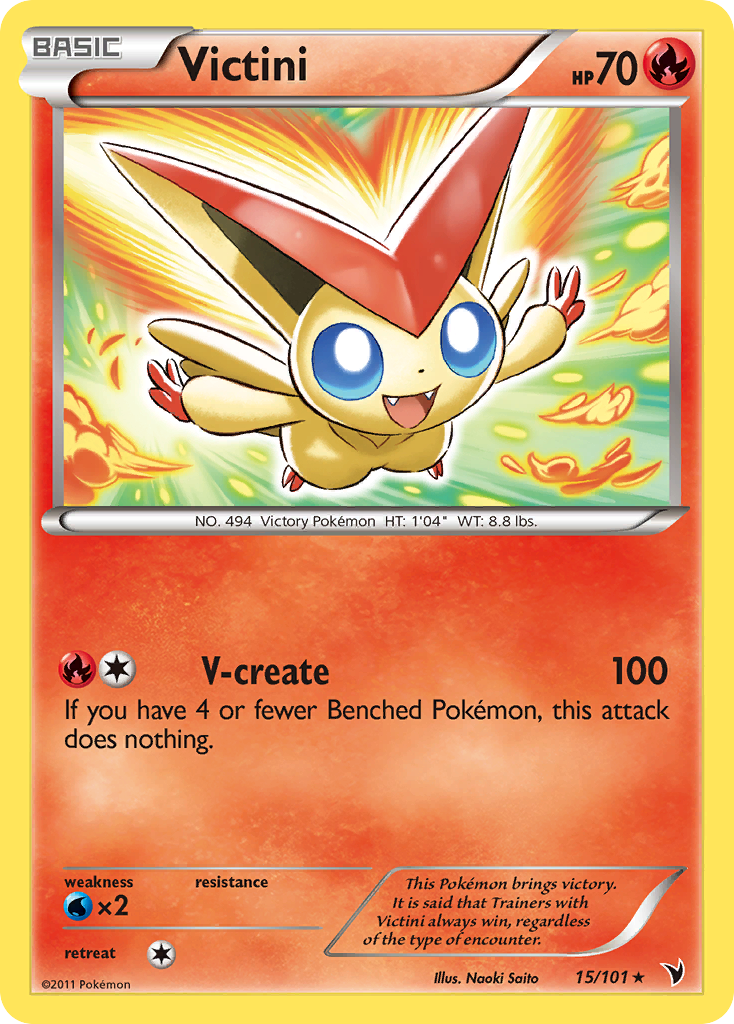 BASIC
Victini
HP 70
NO. 494 Victory Pokémon HT: 1'04" WT: 8.8 lbs.
V-create 100
If you have 4 or fewer Benched Pokémon, this attack
does nothing.
weakness resistance
×2
retreat
This Pokémon brings victory.
It is said that Trainers with
Victini always win, regardless
of the type of encounter.
©2011 Pokémon
Illus. Naoki Saito
15/101 ★